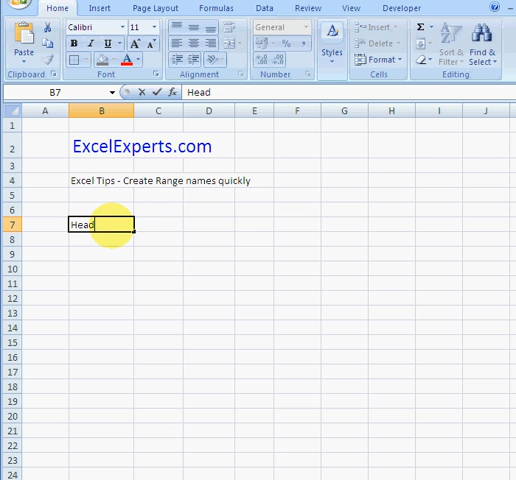 Home Insert Page Layout Formulas Data Review View Developer
Calibri 11 General Insert Σ
Paste B I U A A % Styles Delete Sort & Filter Find & Select
Format
Clipboard Font Alignment Number Cells Editing
B7 fx Head
A B C D E F G H I J
1
2 ExcelExperts.com
3
4 Excel Tips - Create Range names quickly
5
6
7 Head
8
9
10
11
12
13
14
15
16
17
18
19
20
21
22
23
24